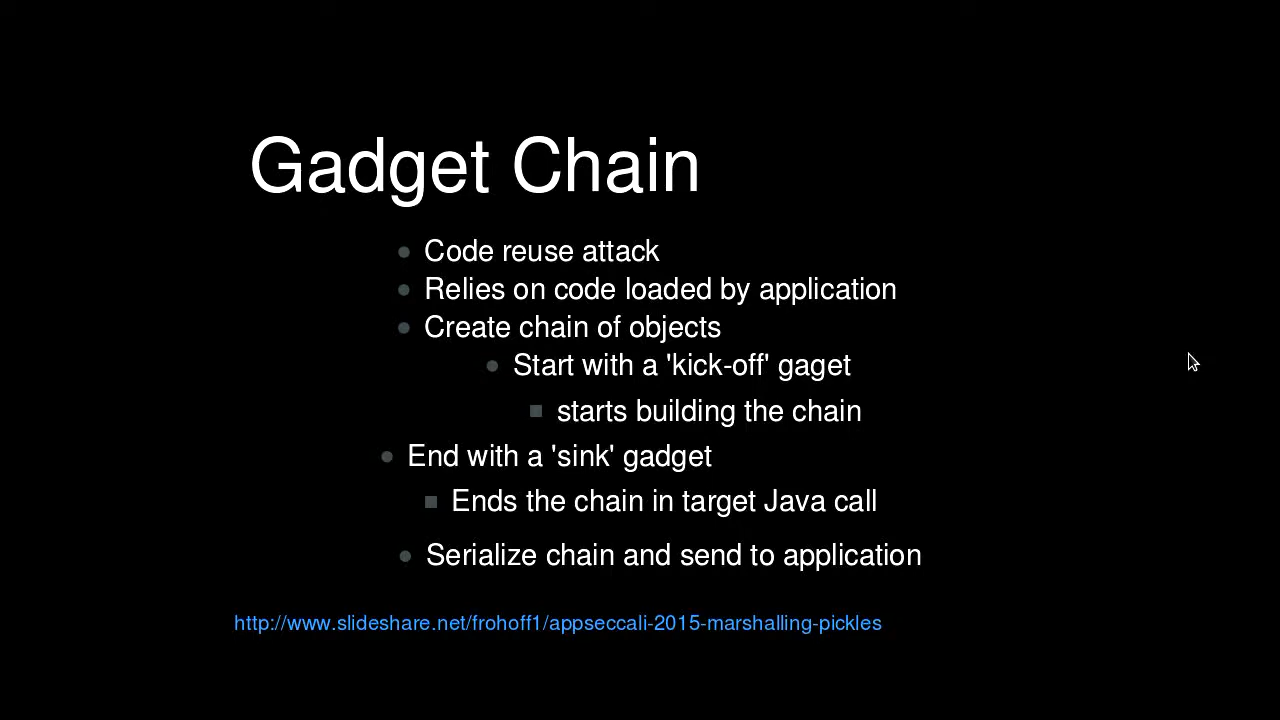 Gadget Chain
Code reuse attack
Relies on code loaded by application
Create chain of objects
Start with a 'kick-off' gaget
starts building the chain
End with a 'sink' gadget
Ends the chain in target Java call
Serialize chain and send to application
http://www.slideshare.net/frohoff1/appseccali-2015-marshalling-pickles